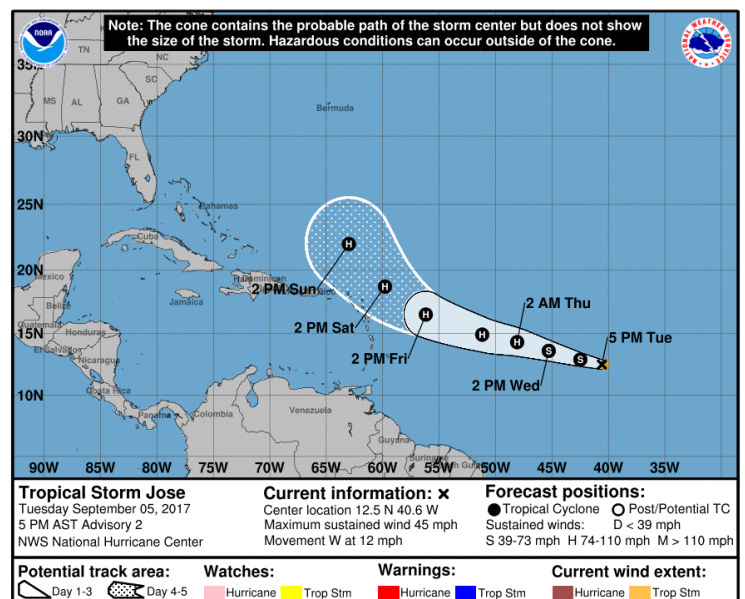 Note: The cone contains the probable path of the storm center but does not show
the size of the storm. Hazardous conditions can occur outside of the cone.
NOAA
NATIONAL WEATHER SERVICE
TN
NC
SC
MS
AL
GA
FL
35N
30N
25N
20N
15N
10N
Bermuda
Bahamas
Cuba
Mexico
Jamaica
Belize
Guatemala
Honduras
El Salvador
Nicaragua
Costa Rica
Panama
Colombia
Venezuela
Guyana
Suriname
2 PM Sun
H
2 PM Sat
H
2 PM Fri
H
H
2 AM Thu
H
2 PM Wed
S
S
5 PM Tue
90W 85W 80W 75W 70W 65W 60W 55W 50W 45W 40W 35W
Tropical Storm Jose
Tuesday September 05, 2017
5 PM AST Advisory 2
NWS National Hurricane Center
Current information: x
Center location 12.5 N 40.6 W
Maximum sustained wind 45 mph
Movement W at 12 mph
Forecast positions:
Tropical Cyclone Post/Potential TC
Sustained winds: D < 39 mph
S 39-73 mph H 74-110 mph M > 110 mph
Potential track area:
Day 1-3 Day 4-5
Watches:
Hurricane Trop Stm
Warnings:
Hurricane Trop Stm
Current wind extent:
Hurricane Trop Stm